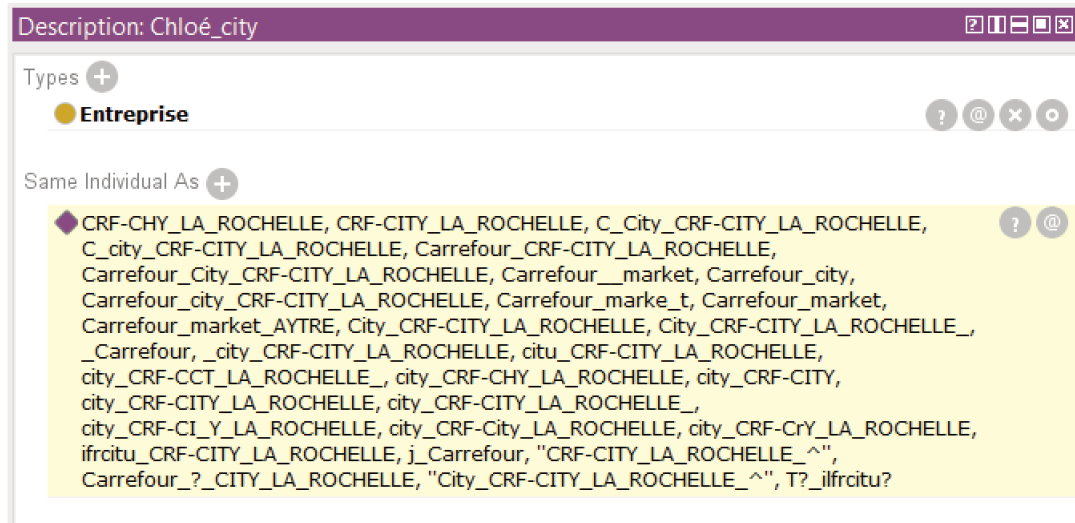 Description: Chloé_city
Types
Entreprise
Same Individual As
CRF-CHY_LA_ROCHELLE, CRF-CITY_LA_ROCHELLE, C_City_CRF-CITY_LA_ROCHELLE,
C_city_CRF-CITY_LA_ROCHELLE, Carrefour_CRF-CITY_LA_ROCHELLE,
Carrefour_City_CRF-CITY_LA_ROCHELLE, Carrefour__market, Carrefour_city,
Carrefour_city_CRF-CITY_LA_ROCHELLE, Carrefour_marke_t, Carrefour_market,
Carrefour_market_AYTRE, City_CRF-CITY_LA_ROCHELLE, City_CRF-CITY_LA_ROCHELLE_,
_Carrefour, _city_CRF-CITY_LA_ROCHELLE, citu_CRF-CITY_LA_ROCHELLE,
city_CRF-CCT_LA_ROCHELLE_, city_CRF-CHY_LA_ROCHELLE, city_CRF-CITY,
city_CRF-CITY_LA_ROCHELLE, city_CRF-CITY_LA_ROCHELLE_,
city_CRF-CI_Y_LA_ROCHELLE, city_CRF-City_LA_ROCHELLE, city_CRF-CrY_LA_ROCHELLE,
ifrcitu_CRF-CITY_LA_ROCHELLE, j_Carrefour, "CRF-CITY_LA_ROCHELLE_^",
Carrefour_?_CITY_LA_ROCHELLE, "City_CRF-CITY_LA_ROCHELLE_^", T?_ilfrcitu?